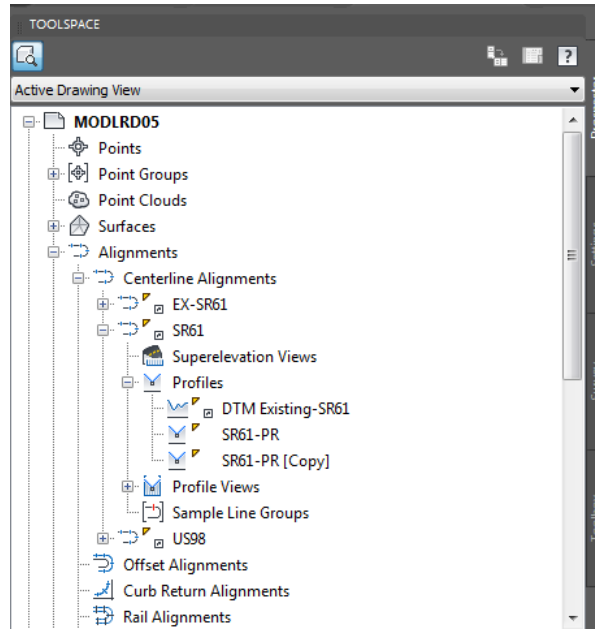 TOOLSPACE
?
Active Drawing View
MODLRD05
Points
Point Groups
Point Clouds
Surfaces
Alignments
Centerline Alignments
EX-SR61
SR61
Superelevation Views
Profiles
DTM Existing-SR61
SR61-PR
SR61-PR [Copy]
Profile Views
Sample Line Groups
US98
Offset Alignments
Curb Return Alignments
Rail Alignments
Settings